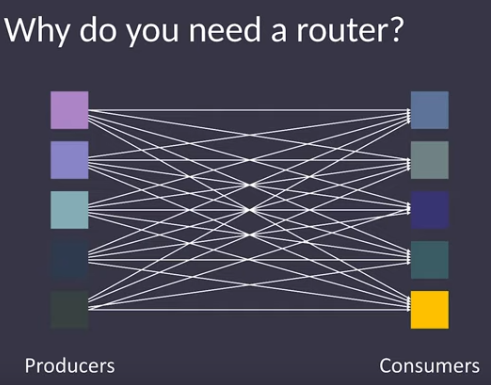 Why do you need a router?
Producers
Consumers